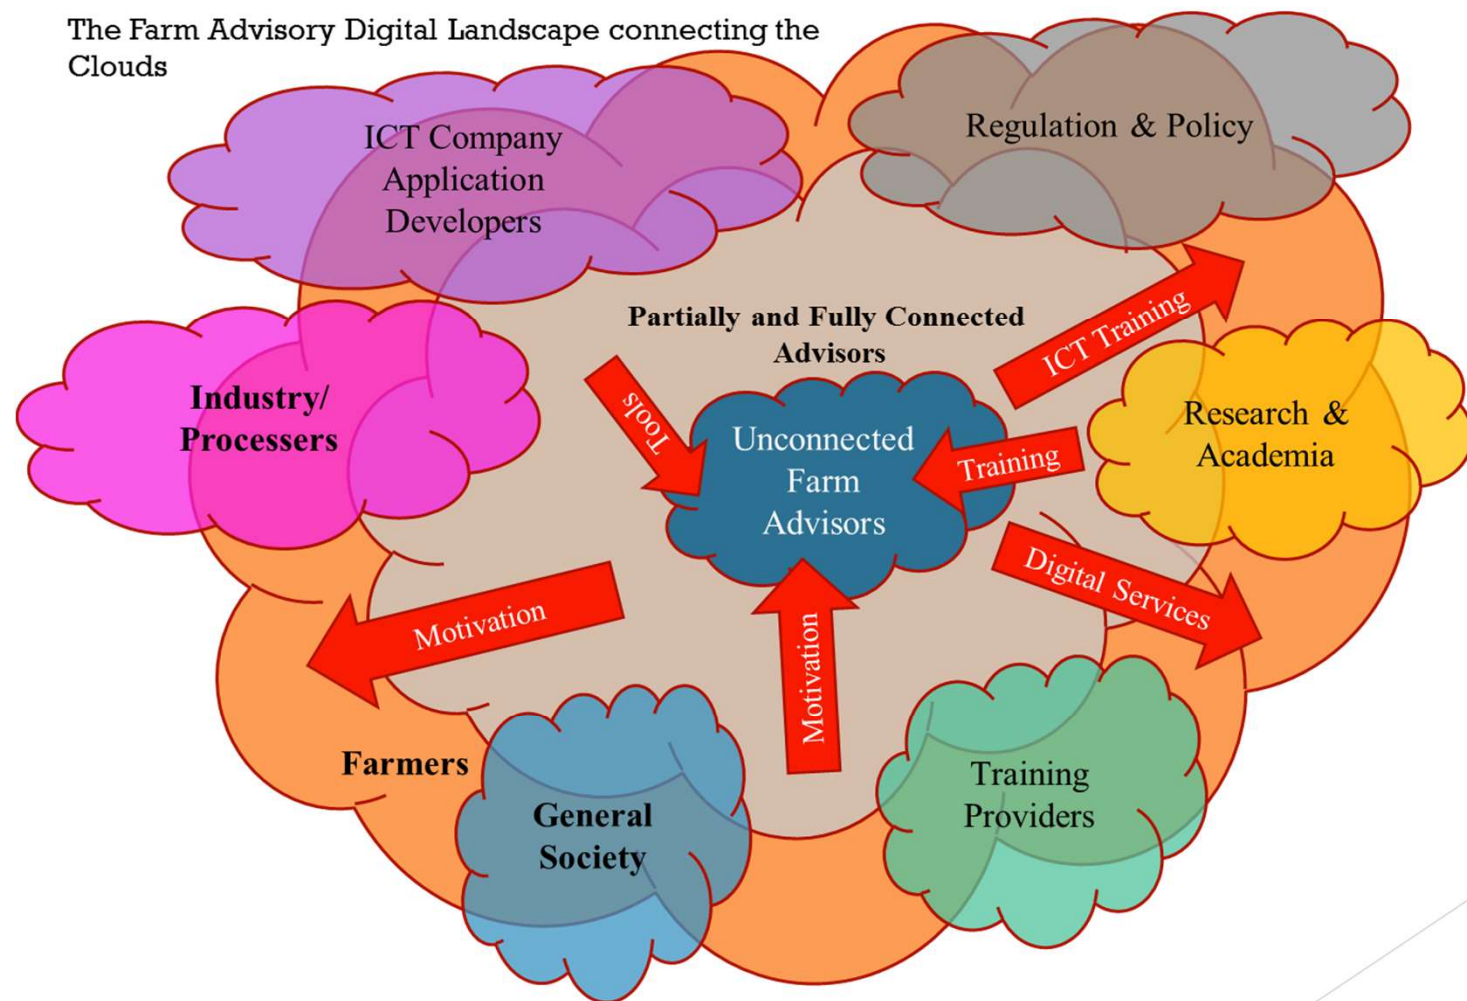 The Farm Advisory Digital Landscape connecting the
Clouds
ICT Company
Application
Developers
Regulation & Policy
Partially and Fully Connected
Advisors
ICT Training
Industry/
Processers
Tools
Unconnected
Farm
Advisors
Training
Research &
Academia
Digital Services
Motivation
Motivation
Farmers
General
Society
Training
Providers